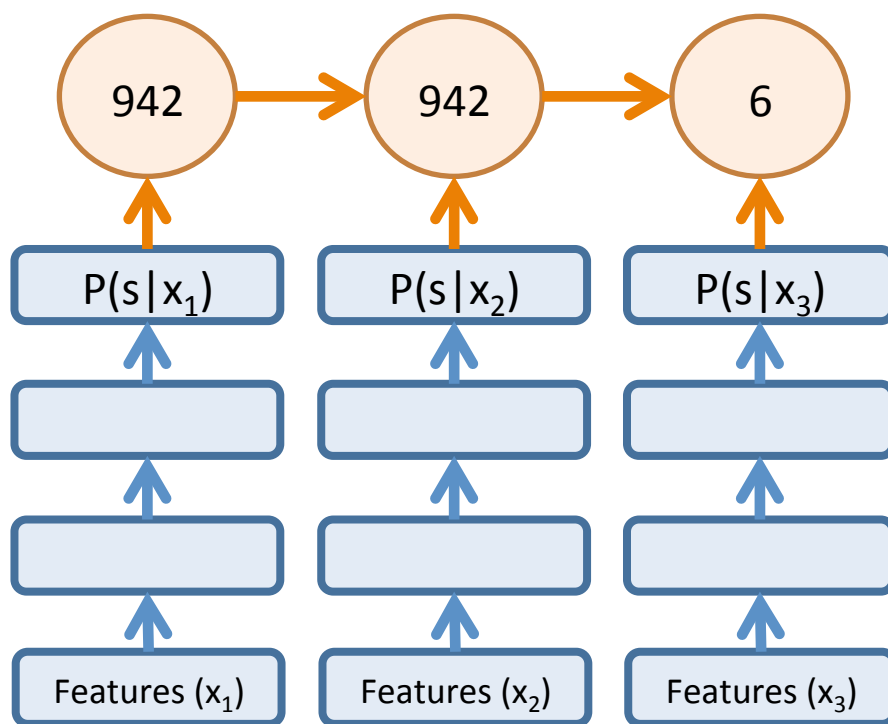 942 942 6
P(s|x₁) P(s|x₂) P(s|x₃)
Features (x₁) Features (x₂) Features (x₃)